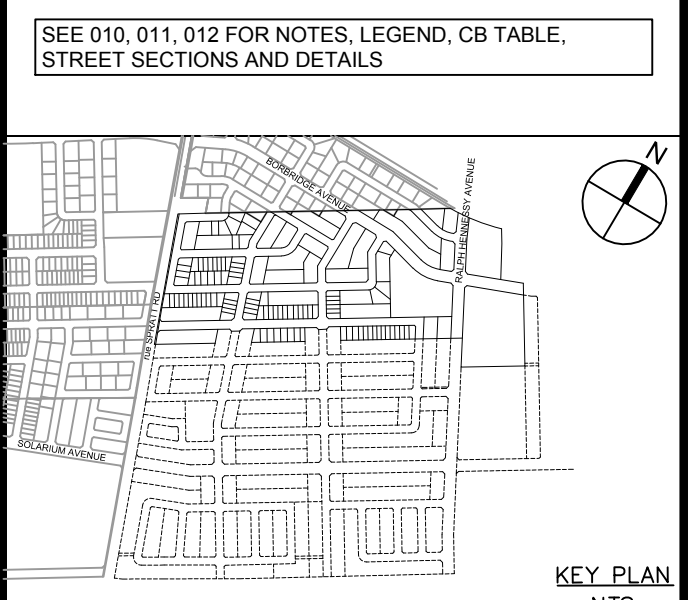 SEE 010, 011, 012 FOR NOTES, LEGEND, CB TABLE,
STREET SECTIONS AND DETAILS
N
BORBRIDGE AVENUE
RALPH HENNESSY AVENUE
rue SPRATT RD
SOLARIUM AVENUE
KEY PLAN